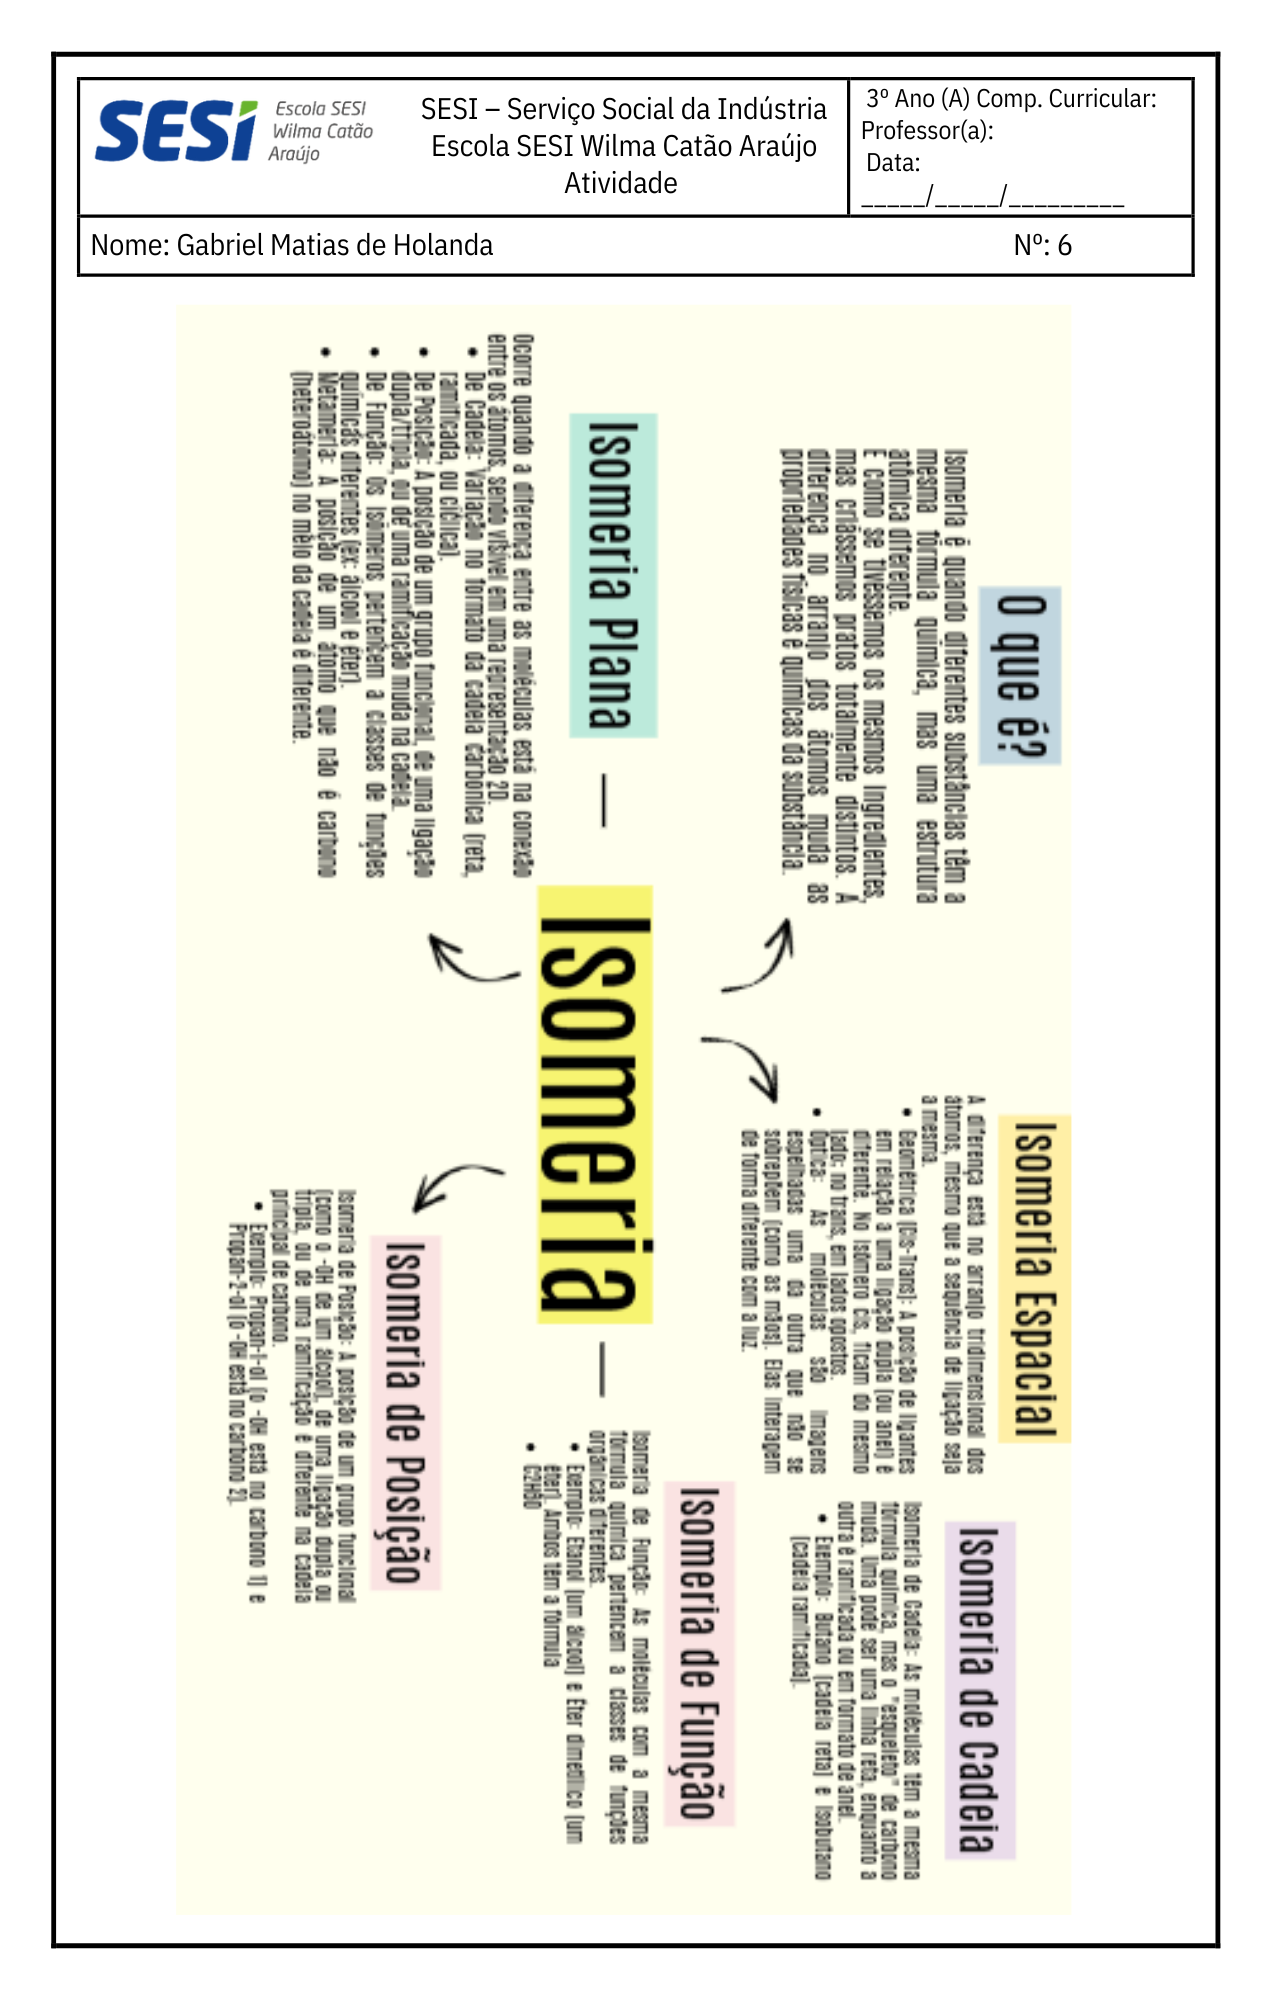 SESI
Escola SESI
Wilma Catão
Araújo
SESI – Serviço Social da Indústria
Escola SESI Wilma Catão Araújo
Atividade
3º Ano (A) Comp. Curricular:
Professor(a):
Data:
_____/_____/_________
Nome: Gabriel Matias de Holanda Nº: 6
O que é?
Isomeria é quando diferentes substâncias têm a
mesma fórmula química, mas uma estrutura
atômica diferente.
É como se tivéssemos os mesmos ingredientes,
mas criássemos pratos totalmente distintos. A
diferença no arranjo dos átomos muda as
propriedades físicas e químicas da substância.
Isomeria Espacial
A diferença está no arranjo tridimensional dos
átomos, mesmo que a sequência de ligação seja
a mesma.
• Geométrica (Cis-Trans): A posição de ligantes
em relação a uma ligação dupla (ou anel) é
diferente. No isômero cis, ficam do mesmo
lado; no trans, em lados opostos.
• Óptica: As moléculas são imagens
espelhadas uma da outra que não se
sobrepõem (como as mãos). Elas interagem
de forma diferente com a luz.
Isomeria de Cadeia
Isomeria de Cadeia: As moléculas têm a mesma
fórmula química, mas o "esqueleto" de carbono
muda. Uma pode ser uma linha reta, enquanto a
outra é ramificada ou em formato de anel.
• Exemplo: Butano (cadeia reta) e Isobutano
(cadeia ramificada).
Isomeria Plana
Ocorre quando a diferença entre as moléculas está na conexão
entre os átomos, sendo visível em uma representação 2D.
• De Cadeia: Variação no formato da cadeia carbônica (reta,
ramificada, ou cíclica).
• De Posição: A posição de um grupo funcional, de uma ligação
dupla/tripla, ou de uma ramificação muda na cadeia.
• De Função: Os isômeros pertencem a classes de funções
químicas diferentes (ex: álcool e éter).
• Metameria: A posição de um átomo que não é carbono
(heteroátomo) no meio da cadeia é diferente.
Isomeria
Isomeria de Função
Isomeria de Função: As moléculas com a mesma
fórmula química pertencem a classes de funções
orgânicas diferentes.
• Exemplo: Etanol (um álcool) e Éter dimetílico (um
éter). Ambos têm a fórmula
• C2H6O
Isomeria de Posição
Isomeria de Posição: A posição de um grupo funcional
(como o -OH de um álcool), de uma ligação dupla ou
tripla, ou de uma ramificação é diferente na cadeia
principal de carbono.
• Exemplo: Propan-1-ol (o -OH está no carbono 1) e
Propan-2-ol (o -OH está no carbono 2).